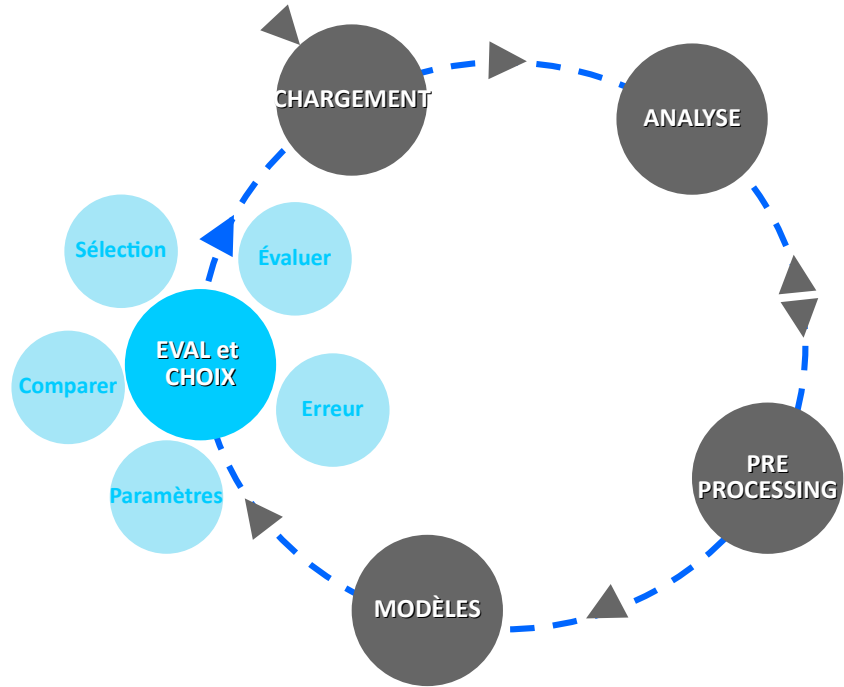 CHARGEMENT
ANALYSE
Sélection
Évaluer
EVAL et
CHOIX
Comparer
Erreur
PRE
PROCESSING
Paramètres
MODÈLES